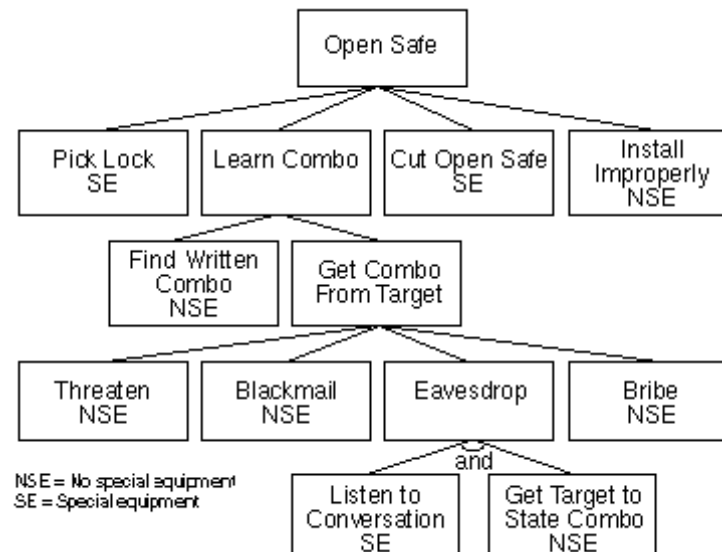 Open Safe
Pick Lock
SE
Learn Combo
Cut Open Safe
SE
Install
Improperly
NSE
Find Written
Combo
NSE
Get Combo
From Target
Threaten
NSE
Blackmail
NSE
Eavesdrop
Bribe
NSE
and
NSE = No special equipment
SE = Special equipment
Listen to
Conversation
SE
Get Target to
State Combo
NSE